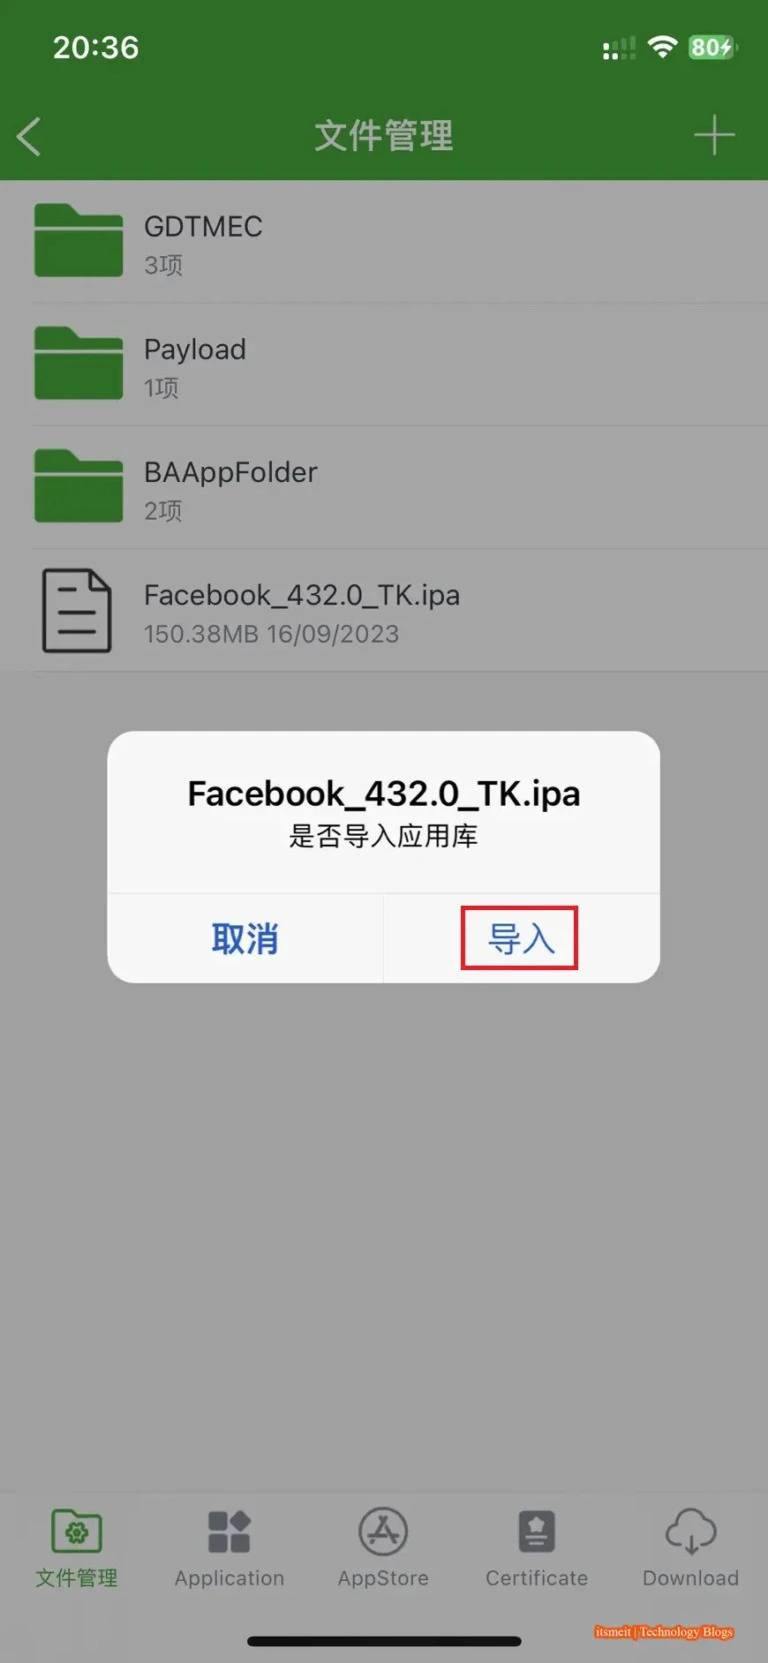 20:36
80
文件管理
GDTMEC
3项
Payload
1项
BAAppFolder
2项
Facebook_432.0_TK.ipa
150.38MB 16/09/2023
Facebook_432.0_TK.ipa
是否导入应用库
取消
导入
文件管理
Application
AppStore
Certificate
Download
itsmeit | Technology Blogs